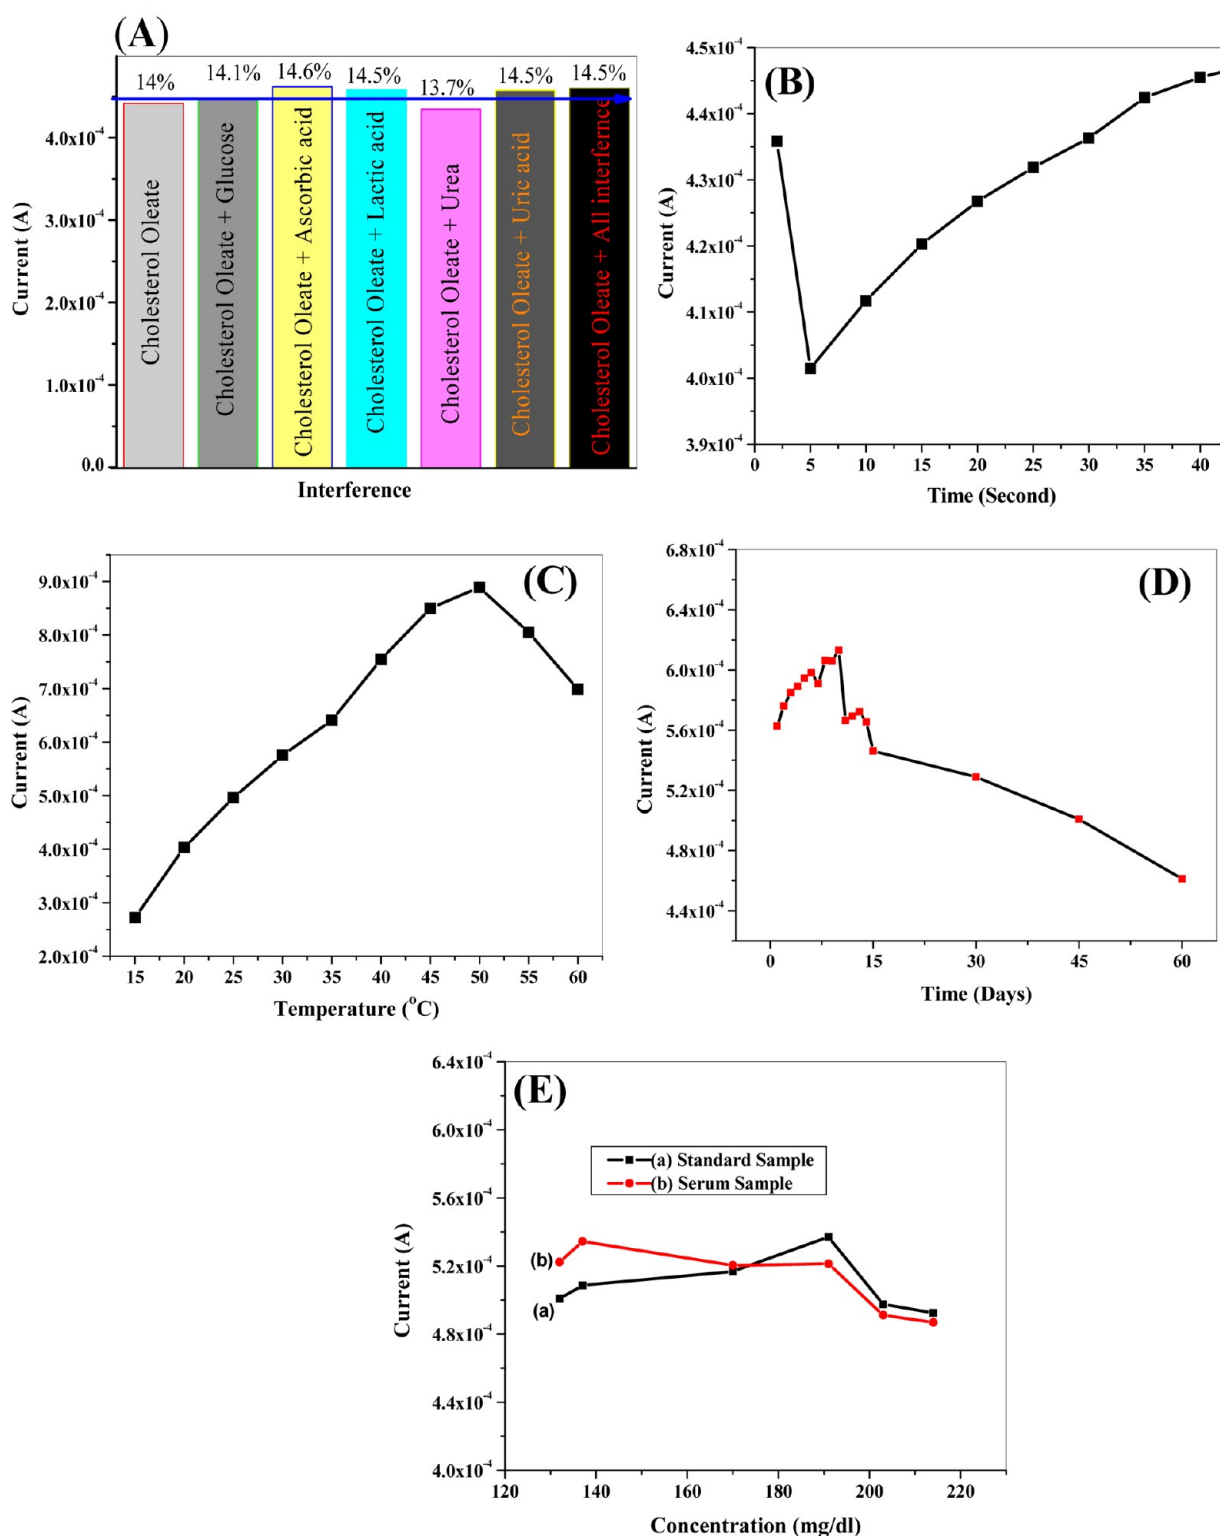 (A)
14%
14.1%
14.6%
14.5%
13.7%
14.5%
14.5%
4.0x10⁻⁴
3.0x10⁻⁴
2.0x10⁻⁴
1.0x10⁻⁴
0.0
Current (A)
Cholesterol Oleate
Cholesterol Oleate + Glucose
Cholesterol Oleate + Ascorbic acid
Cholesterol Oleate + Lactic acid
Cholesterol Oleate + Urea
Cholesterol Oleate + Uric acid
Cholesterol Oleate + All interfernce
Interference
(B)
4.5x10⁻⁴
4.4x10⁻⁴
4.3x10⁻⁴
4.2x10⁻⁴
4.1x10⁻⁴
4.0x10⁻⁴
3.9x10⁻⁴
Current (A)
0 5 10 15 20 25 30 35 40
Time (Second)
(C)
9.0x10⁻⁴
8.0x10⁻⁴
7.0x10⁻⁴
6.0x10⁻⁴
5.0x10⁻⁴
4.0x10⁻⁴
3.0x10⁻⁴
2.0x10⁻⁴
Current (A)
15 20 25 30 35 40 45 50 55 60
Temperature (°C)
(D)
6.8x10⁻⁴
6.4x10⁻⁴
6.0x10⁻⁴
5.6x10⁻⁴
5.2x10⁻⁴
4.8x10⁻⁴
4.4x10⁻⁴
Current (A)
0 15 30 45 60
Time (Days)
(E)
6.4x10⁻⁴
6.0x10⁻⁴
5.6x10⁻⁴
5.2x10⁻⁴
4.8x10⁻⁴
4.4x10⁻⁴
4.0x10⁻⁴
Current (A)
(a) Standard Sample
(b) Serum Sample
(b)
(a)
120 140 160 180 200 220
Concentration (mg/dl)